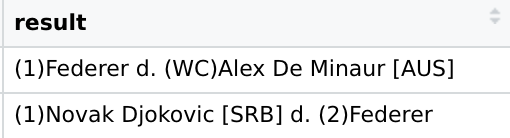 result
(1)Federer d. (WC)Alex De Minaur [AUS]
(1)Novak Djokovic [SRB] d. (2)Federer